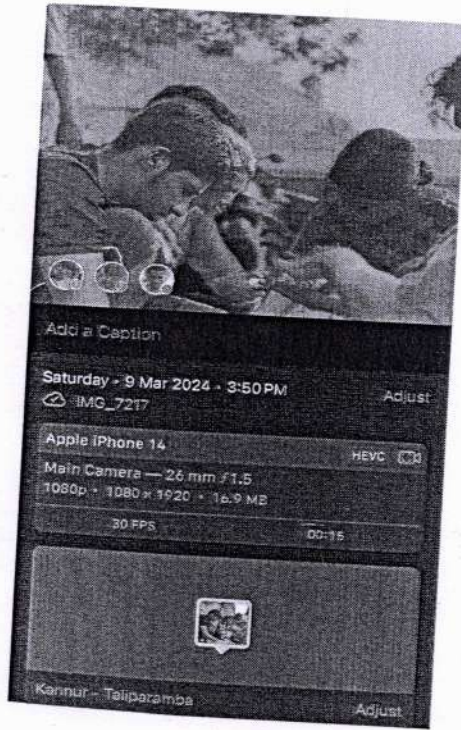 Add a Caption
Saturday • 9 Mar 2024 • 3:50 PM
Adjust
IMG_7217
Apple iPhone 14
HEVC
Main Camera — 26 mm ƒ1.5
1080p • 1080 × 1920 • 16.9 MB
30 FPS
00:15
Kannur - Taliparamba
Adjust